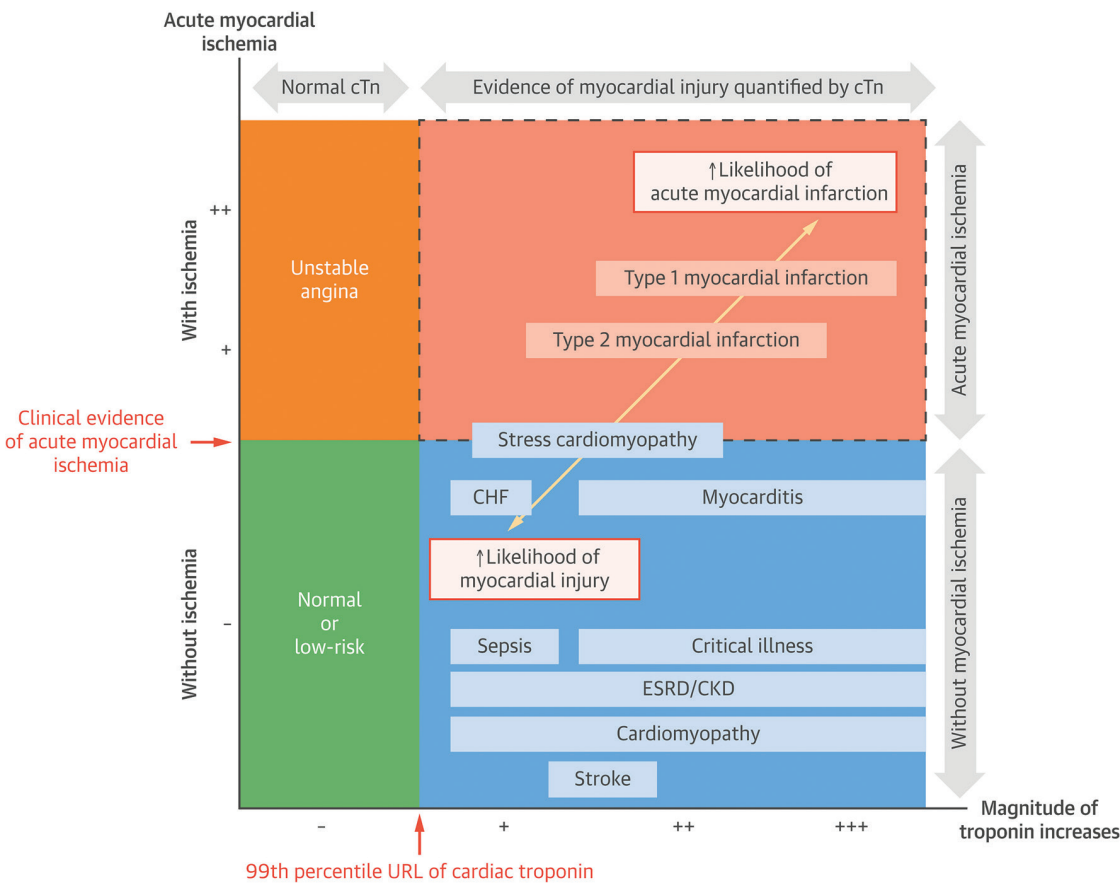 Acute myocardial
ischemia
Normal cTn
Evidence of myocardial injury quantified by cTn
↑Likelihood of
acute myocardial infarction
++
With ischemia
Unstable
angina
Type 1 myocardial infarction
Type 2 myocardial infarction
+
Acute myocardial ischemia
Clinical evidence
of acute myocardial
ischemia
Stress cardiomyopathy
CHF
Myocarditis
↑Likelihood of
myocardial injury
Without ischemia
–
Normal
or
low-risk
Sepsis
Critical illness
ESRD/CKD
Cardiomyopathy
Stroke
Without myocardial ischemia
–
+
++
+++
Magnitude of
troponin increases
99th percentile URL of cardiac troponin